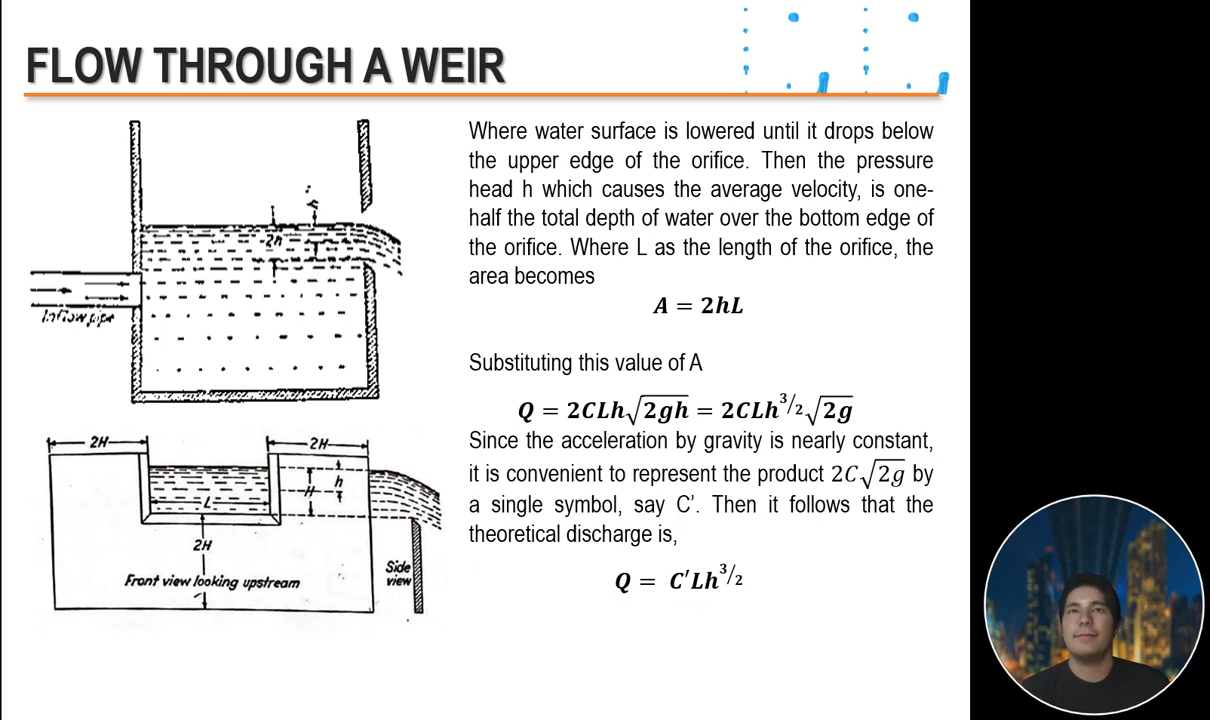 FLOW THROUGH A WEIR
2h
h
Inflow pipe
2H
2H
h
H
L
2H
Front view looking upstream
Side
view
Where water surface is lowered until it drops below
the upper edge of the orifice. Then the pressure
head h which causes the average velocity, is one-
half the total depth of water over the bottom edge of
the orifice. Where L as the length of the orifice, the
area becomes
A = 2hL
Substituting this value of A
Q = 2CLh√2gh = 2CLh^3/2√2g
Since the acceleration by gravity is nearly constant,
it is convenient to represent the product 2C√2g by
a single symbol, say C'. Then it follows that the
theoretical discharge is,
Q = C'Lh^3/2